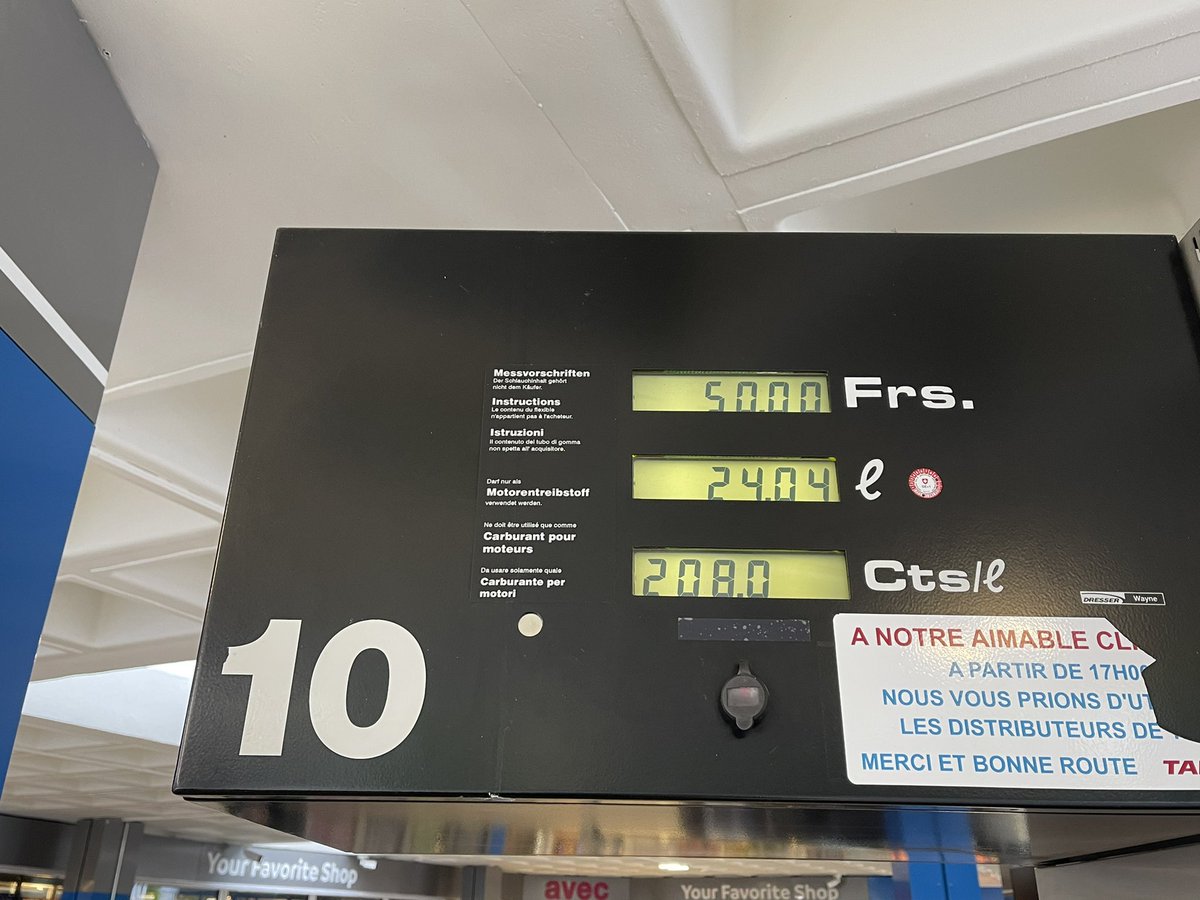 Messvorschriften
Der Schlauchinhalt gehört
nicht dem Käufer.
Instructions
Le contenu du flexible
n'appartient pas à l'acheteur.
Istruzioni
Il contenuto del tubo di gomma
non spetta all' acquisitore.
Darf nur als
Motorentreibstoff
verwendet werden.
Ne doit être utilisé que comme
Carburant pour
moteurs
Da usare solamente quale
Carburante per
motori
50.00 Frs.
24.04 ℓ
208.0 Cts/ℓ
DRESSER Wayne
10
A NOTRE AIMABLE CL
A PARTIR DE 17H0
NOUS VOUS PRIONS D'UT
LES DISTRIBUTEURS DE
MERCI ET BONNE ROUTE TA
Your Favorite Shop
avec
Your Favorite Shop